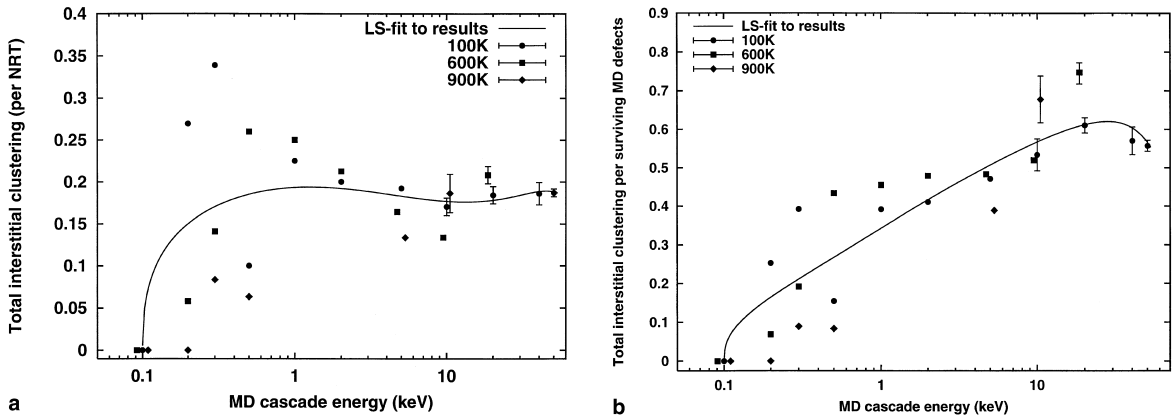 Total interstitial clustering (per NRT)
0.4
0.35
0.3
0.25
0.2
0.15
0.1
0.05
0
LS-fit to results
100K
600K
900K
0.1
1
10
MD cascade energy (keV)
a
Total interstitial clustering per surviving MD defects
0.9
0.8
0.7
0.6
0.5
0.4
0.3
0.2
0.1
0
LS-fit to results
100K
600K
900K
0.1
1
10
MD cascade energy (keV)
b